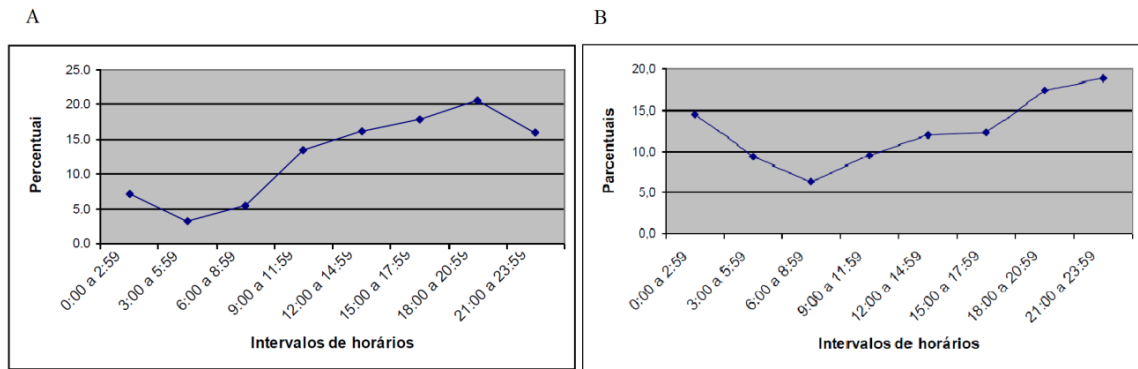 A
B
25.0
20.0
15.0
10.0
5.0
0.0
Percentuai
0:00 a 2:59
3:00 a 5:59
6:00 a 8:59
9:00 a 11:59
12:00 a 14:59
15:00 a 17:59
18:00 a 20:59
21:00 a 23:59
Intervalos de horários
20,0
15,0
10,0
5,0
0,0
Parcentuais
0:00 a 2:59
3:00 a 5:59
6:00 a 8:59
9:00 a 11:59
12:00 a 14:59
15:00 a 17:59
18:00 a 20:59
21:00 a 23:59
Intervalos de horários